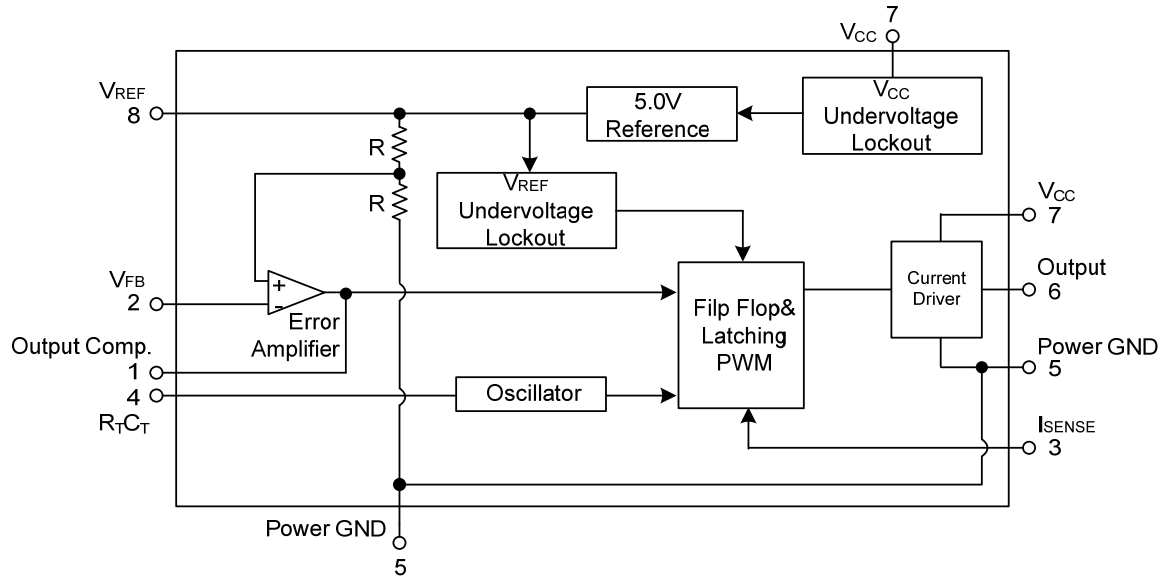 7
VCC
VREF
8
5.0V
Reference
VCC
Undervoltage
Lockout
R
R
VREF
Undervoltage
Lockout
VCC
7
VFB
2
+
-
Error
Amplifier
Filp Flop&
Latching
PWM
Current
Driver
Output
6
Output Comp.
1
Power GND
5
4
RTCT
Oscillator
ISENSE
3
Power GND
5